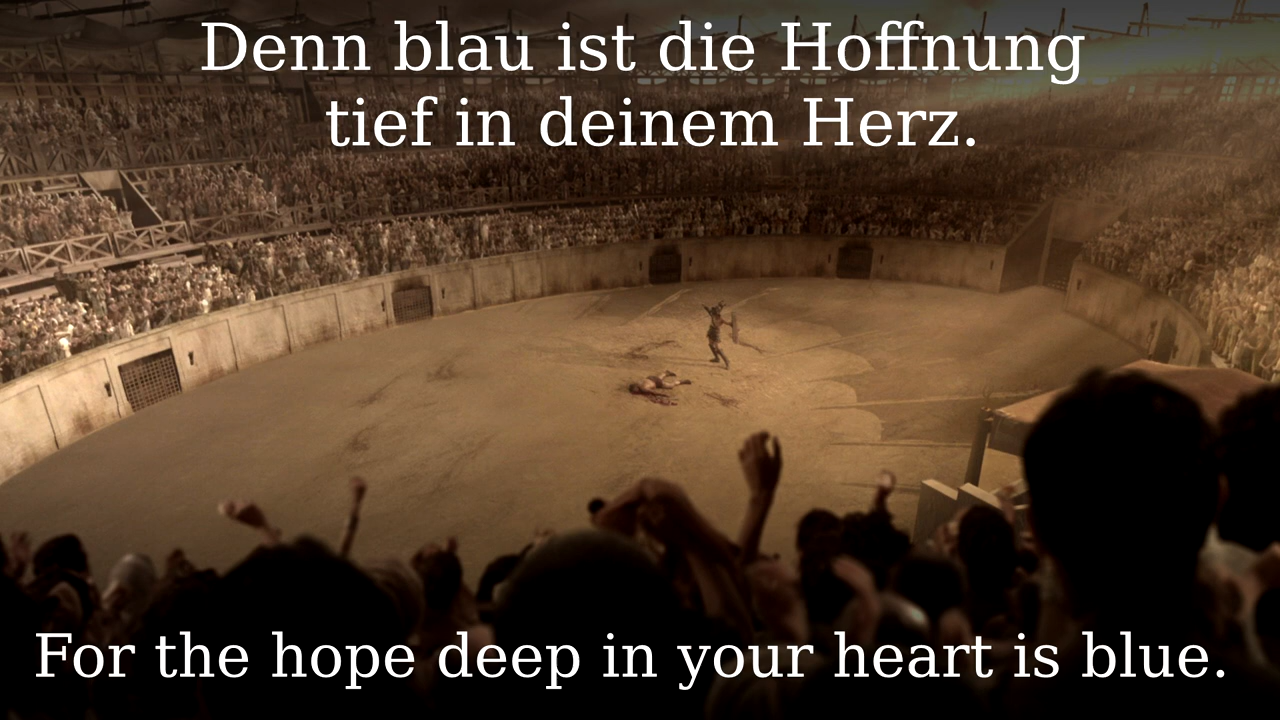 Denn blau ist die Hoffnung
tief in deinem Herz.
For the hope deep in your heart is blue.